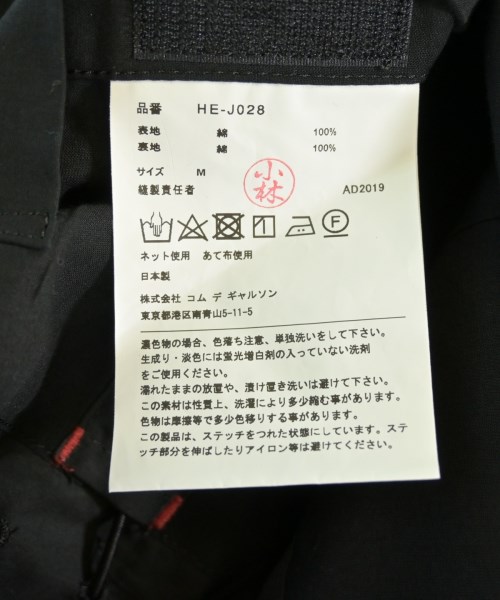 品番 HE-J028
表地 綿 100%
裏地 綿 100%
サイズ M
縫製責任者 小林 AD2019
F
ネット使用 あて布使用
日本製
株式会社 コム デ ギャルソン
東京都港区南青山5-11-5
濃色物の場合、色落ち注意、単独洗いをして下さい。
生成り・淡色には蛍光増白剤の入っていない洗剤
をご使用ください。
濡れたままの放置や、漬け置き洗いは避けて下さい。
この素材は性質上、洗濯により多少縮む事があります。
色物は摩擦等で多少色移りする事があります。
この製品は、ステッチをつれた状態にしています。ステ
ッチ部分を伸ばしたりアイロン等は避けてください。